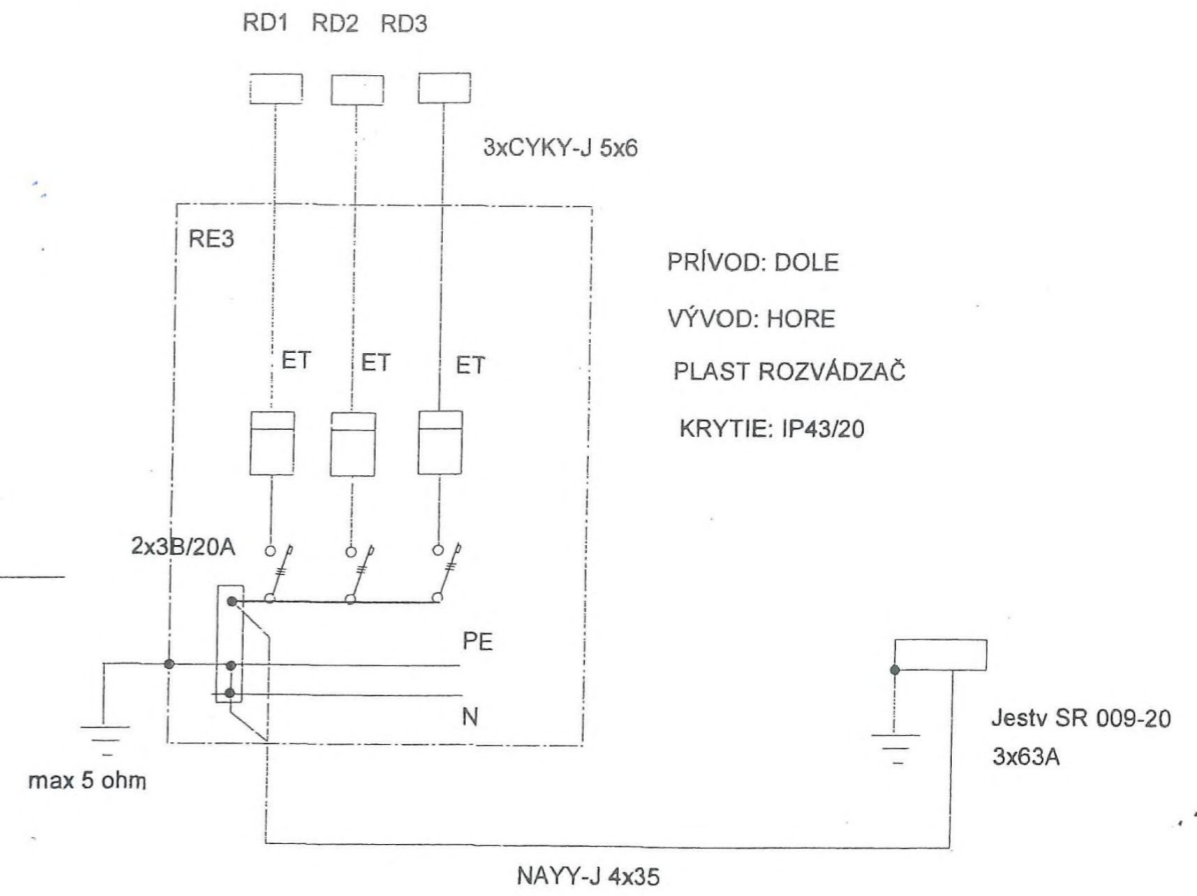 RD1 RD2 RD3
3xCYKY-J 5x6
RE3
PRÍVOD: DOLE
VÝVOD: HORE
PLAST ROZVÁDZAČ
KRYTIE: IP43/20
ET ET ET
2x3B/20A
PE
N
max 5 ohm
Jestv SR 009-20
3x63A
NAYY-J 4x35